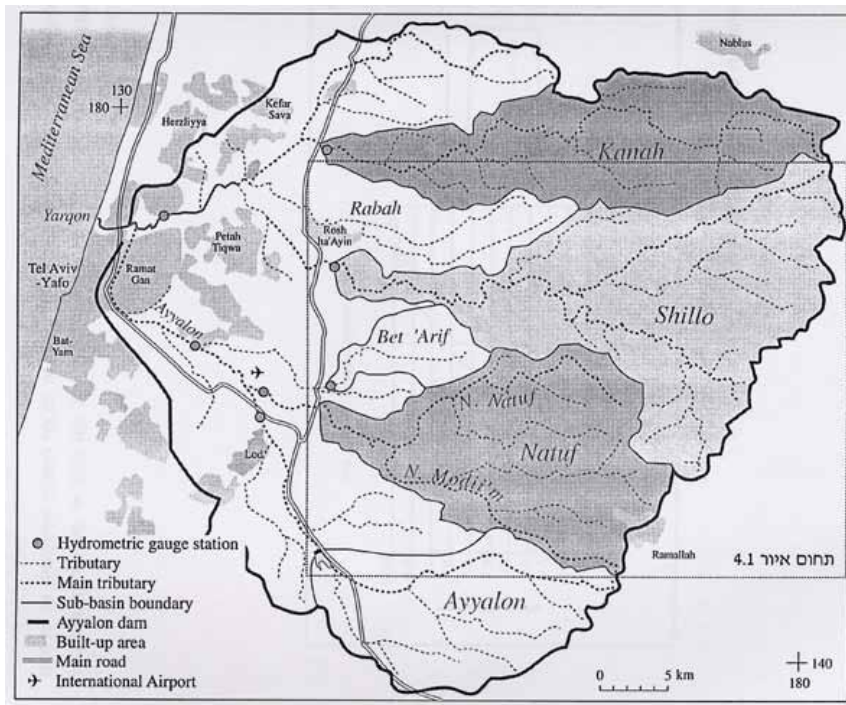 Nablus
Mediterranean Sea
130
180
Herzliyya
Kefar
Sava
Kanah
Yarqon
Rabah
Petah
Tiqwa
Rosh
Ha'Ayin
Tel Aviv
-Yafo
Ramat
Gan
Shillo
Ayyalon
Bet 'Arif
Bat-
Yam
N. Natuf
Natuf
Lod
N. Modit'm
Ramallah
Hydrometric gauge station
Tributary
Main tributary
Sub-basin boundary
Ayyalon dam
Built-up area
Main road
International Airport
תחום איור 4.1
Ayyalon
0
5 km
140
180